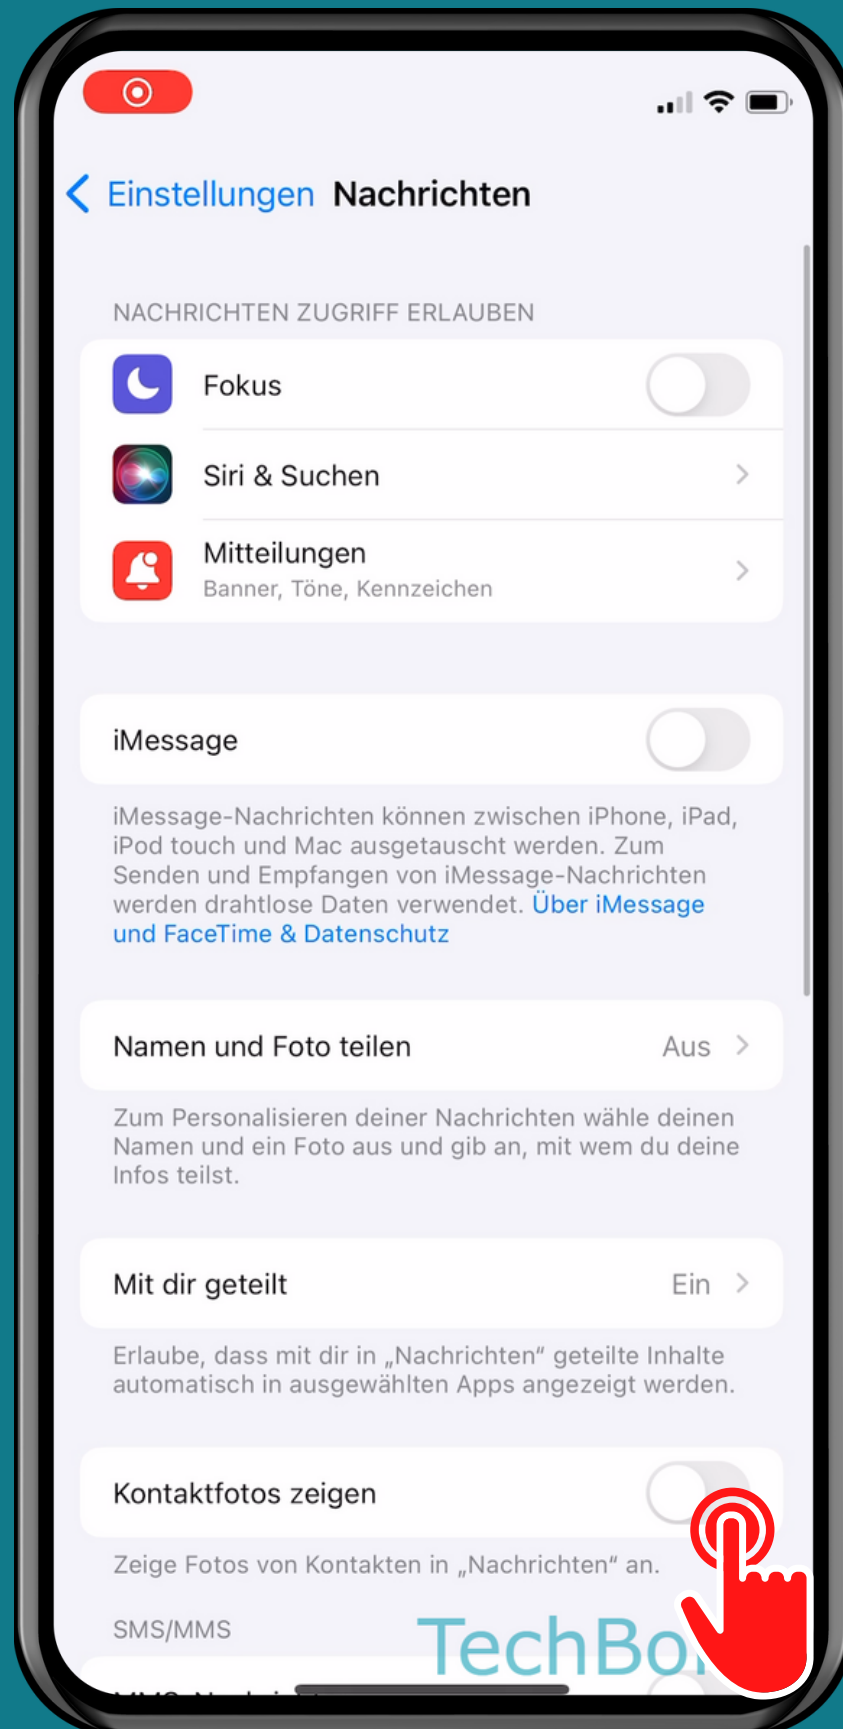 Einstellungen Nachrichten
NACHRICHTEN ZUGRIFF ERLAUBEN
Fokus
Siri & Suchen
Mitteilungen
Banner, Töne, Kennzeichen
iMessage
iMessage-Nachrichten können zwischen iPhone, iPad,
iPod touch und Mac ausgetauscht werden. Zum
Senden und Empfangen von iMessage-Nachrichten
werden drahtlose Daten verwendet. Über iMessage
und FaceTime & Datenschutz
Namen und Foto teilen Aus
Zum Personalisieren deiner Nachrichten wähle deinen
Namen und ein Foto aus und gib an, mit wem du deine
Infos teilst.
Mit dir geteilt Ein
Erlaube, dass mit dir in „Nachrichten“ geteilte Inhalte
automatisch in ausgewählten Apps angezeigt werden.
Kontaktfotos zeigen
Zeige Fotos von Kontakten in „Nachrichten“ an.
SMS/MMS